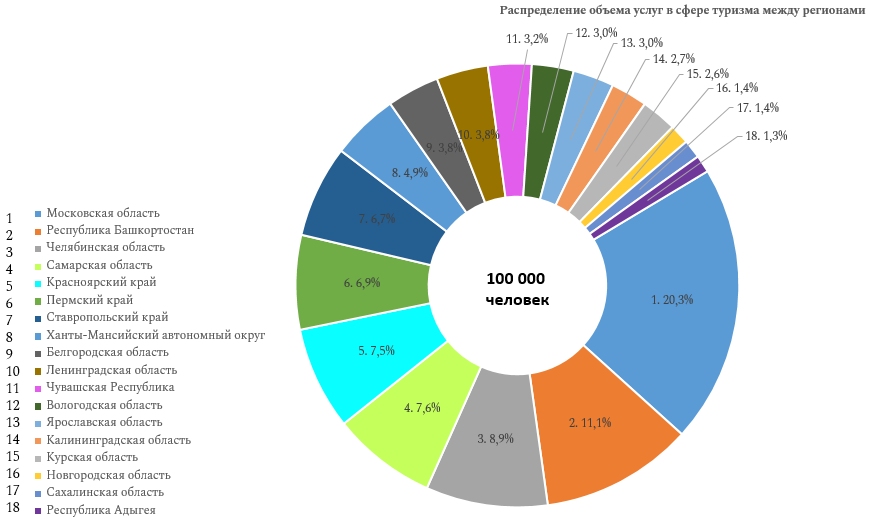 Распределение объема услуг в сфере туризма между регионами
1 Московская область
2 Республика Башкортостан
3 Челябинская область
4 Самарская область
5 Красноярский край
6 Пермский край
7 Ставропольский край
8 Ханты-Мансийский автономный округ
9 Белгородская область
10 Ленинградская область
11 Чувашская Республика
12 Вологодская область
13 Ярославская область
14 Калининградская область
15 Курская область
16 Новгородская область
17 Сахалинская область
18 Республика Адыгея
100 000
человек
1. 20,3%
2. 11,1%
3. 8,9%
4. 7,6%
5. 7,5%
6. 6,9%
7. 6,7%
8. 4,9%
9. 3,8%
10. 3,8%
11. 3,2%
12. 3,0%
13. 3,0%
14. 2,7%
15. 2,6%
16. 1,4%
17. 1,4%
18. 1,3%